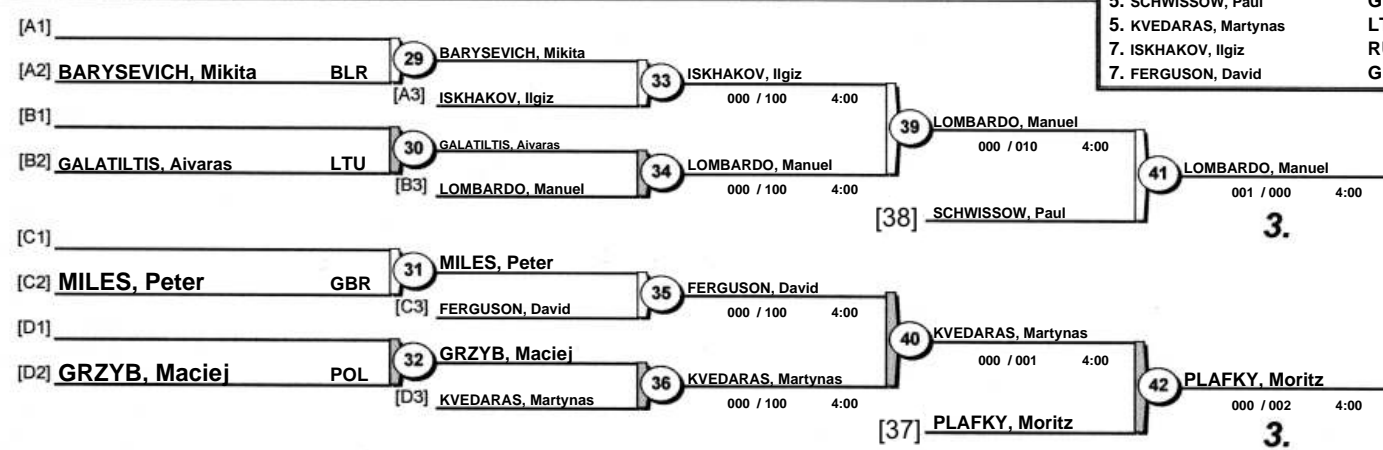 5. SCHWISSOW, Paul G
5. KVEDARAS, Martynas LT
7. ISKHAKOV, Ilgiz RU
7. FERGUSON, David G
[A1]
[A2] BARYSEVICH, Mikita BLR
29 BARYSEVICH, Mikita
[A3] ISKHAKOV, Ilgiz
33 ISKHAKOV, Ilgiz
000 / 100 4:00
[B1]
[B2] GALATILTIS, Aivaras LTU
30 GALATILTIS, Aivaras
[B3] LOMBARDO, Manuel
34 LOMBARDO, Manuel
000 / 100 4:00
39 LOMBARDO, Manuel
000 / 010 4:00
[38] SCHWISSOW, Paul
41 LOMBARDO, Manuel
001 / 000 4:00
3.
[C1]
[C2] MILES, Peter GBR
31 MILES, Peter
[C3] FERGUSON, David
35 FERGUSON, David
000 / 100 4:00
[D1]
[D2] GRZYB, Maciej POL
32 GRZYB, Maciej
[D3] KVEDARAS, Martynas
36 KVEDARAS, Martynas
000 / 100 4:00
40 KVEDARAS, Martynas
000 / 001 4:00
[37] PLAFKY, Moritz
42 PLAFKY, Moritz
000 / 002 4:00
3.